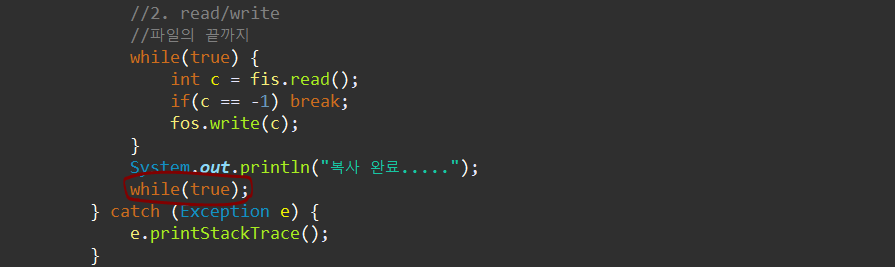 //2. read/write
//파일의 끝까지
while(true) {
int c = fis.read();
if(c == -1) break;
fos.write(c);
}
System.out.println("복사 완료.....");
while(true);
} catch (Exception e) {
e.printStackTrace();
}